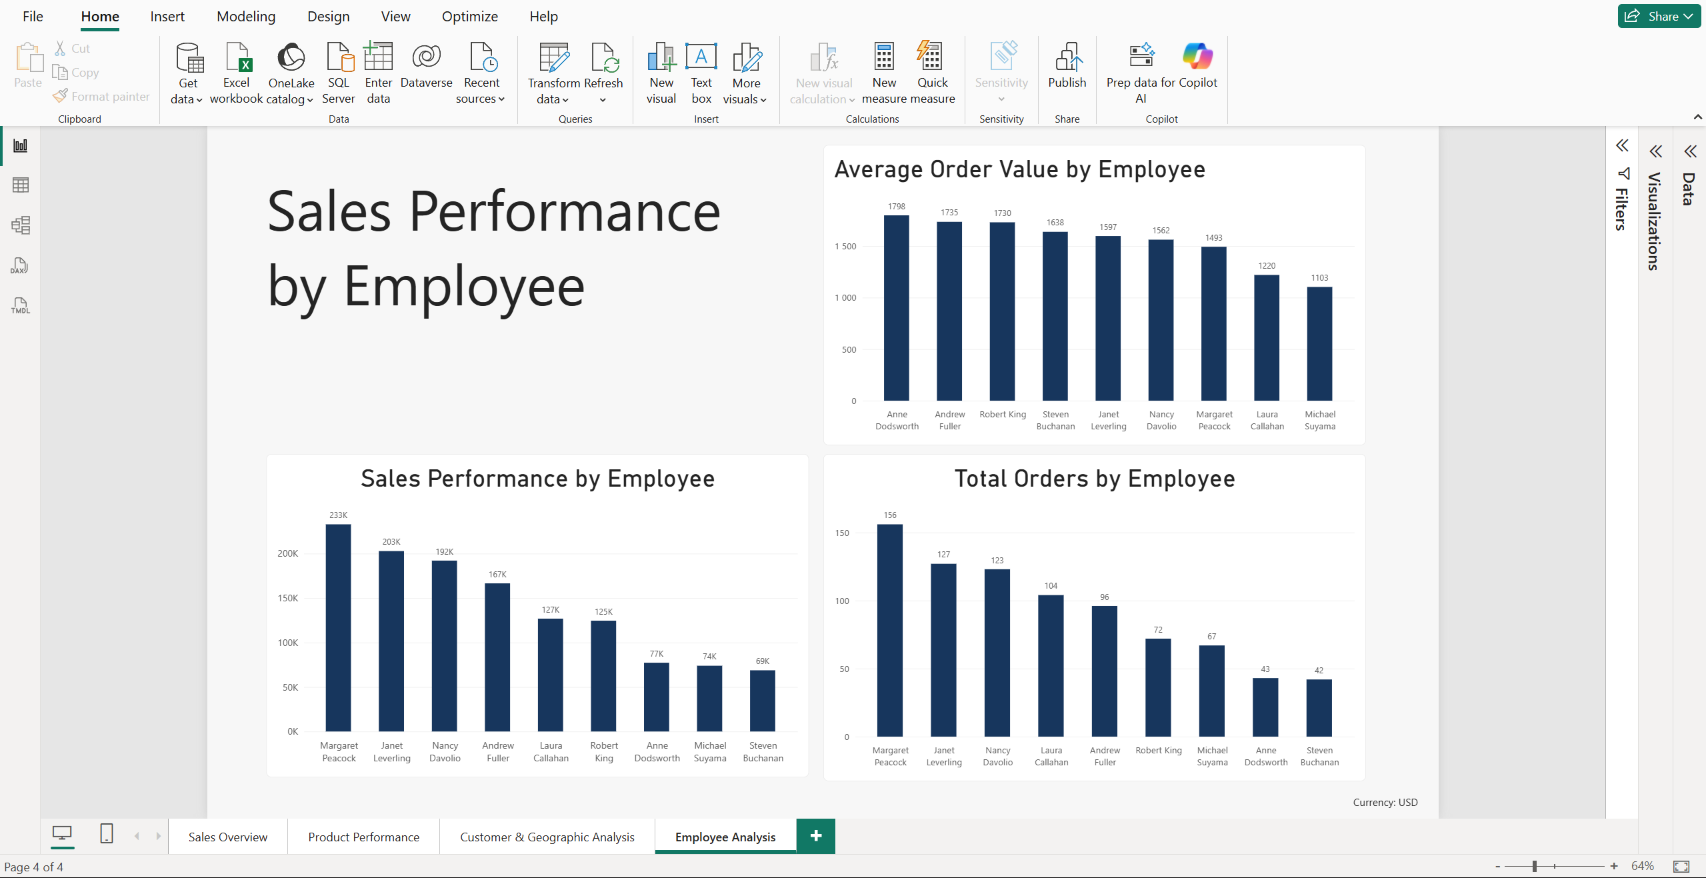 File Home Insert Modeling Design View Optimize Help
Share
Paste
Cut
Copy
Format painter
Clipboard
Get data
Excel workbook
OneLake catalog
SQL Server
Enter data
Dataverse
Recent sources
Data
Transform data
Refresh
Queries
New visual
Text box
More visuals
Insert
New visual calculation
New measure
Quick measure
Calculations
Sensitivity
Sensitivity
Publish
Share
Prep data for AI
Copilot
Copilot
DAX
TMDL
Filters
Visualizations
Data
Sales Performance
by Employee
Average Order Value by Employee
1798 1735 1730 1638 1597 1562 1493 1220 1103
1 500
1 000
500
0
Anne Dodsworth
Andrew Fuller
Robert King
Steven Buchanan
Janet Leverling
Nancy Davolio
Margaret Peacock
Laura Callahan
Michael Suyama
Sales Performance by Employee
233K 203K 192K 167K 127K 125K 77K 74K 69K
200K
150K
100K
50K
0K
Margaret Peacock
Janet Leverling
Nancy Davolio
Andrew Fuller
Laura Callahan
Robert King
Anne Dodsworth
Michael Suyama
Steven Buchanan
Total Orders by Employee
156 127 123 104 96 72 67 43 42
150
100
50
0
Margaret Peacock
Janet Leverling
Nancy Davolio
Laura Callahan
Andrew Fuller
Robert King
Michael Suyama
Anne Dodsworth
Steven Buchanan
Currency: USD
Sales Overview
Product Performance
Customer & Geographic Analysis
Employee Analysis
+
Page 4 of 4
- + 64%